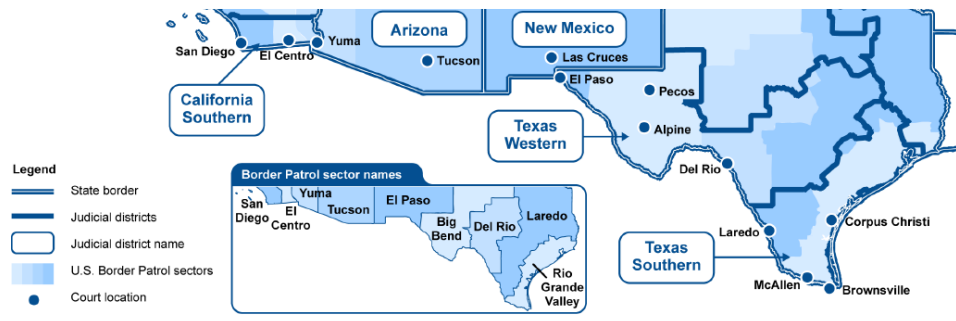 Arizona
New Mexico
San Diego
El Centro
Yuma
Tucson
Las Cruces
El Paso
California
Southern
Pecos
Texas
Western
Alpine
Del Rio
Legend
State border
Judicial districts
Judicial district name
U.S. Border Patrol sectors
Court location
Border Patrol sector names
San
Diego
El
Centro
Yuma
Tucson
El Paso
Big
Bend
Del Rio
Laredo
Rio
Grande
Valley
Laredo
Corpus Christi
Texas
Southern
McAllen
Brownsville